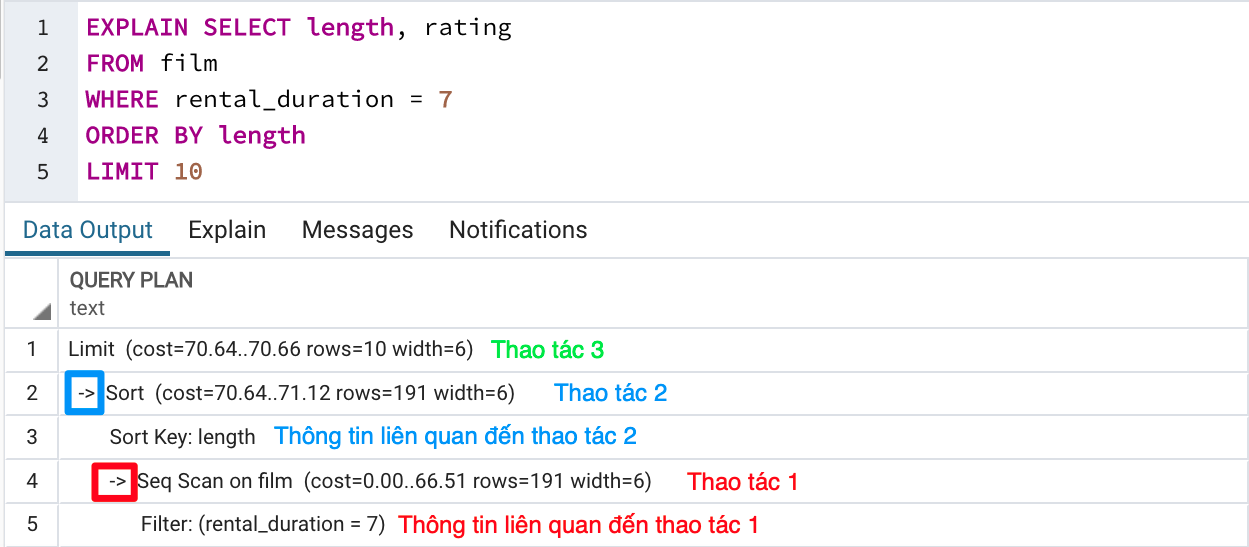 1 EXPLAIN SELECT length, rating
2 FROM film
3 WHERE rental_duration = 7
4 ORDER BY length
5 LIMIT 10
Data Output Explain Messages Notifications
QUERY PLAN
text
1 Limit (cost=70.64..70.66 rows=10 width=6) Thao tác 3
2 -> Sort (cost=70.64..71.12 rows=191 width=6) Thao tác 2
3 Sort Key: length Thông tin liên quan đến thao tác 2
4 -> Seq Scan on film (cost=0.00..66.51 rows=191 width=6) Thao tác 1
5 Filter: (rental_duration = 7) Thông tin liên quan đến thao tác 1